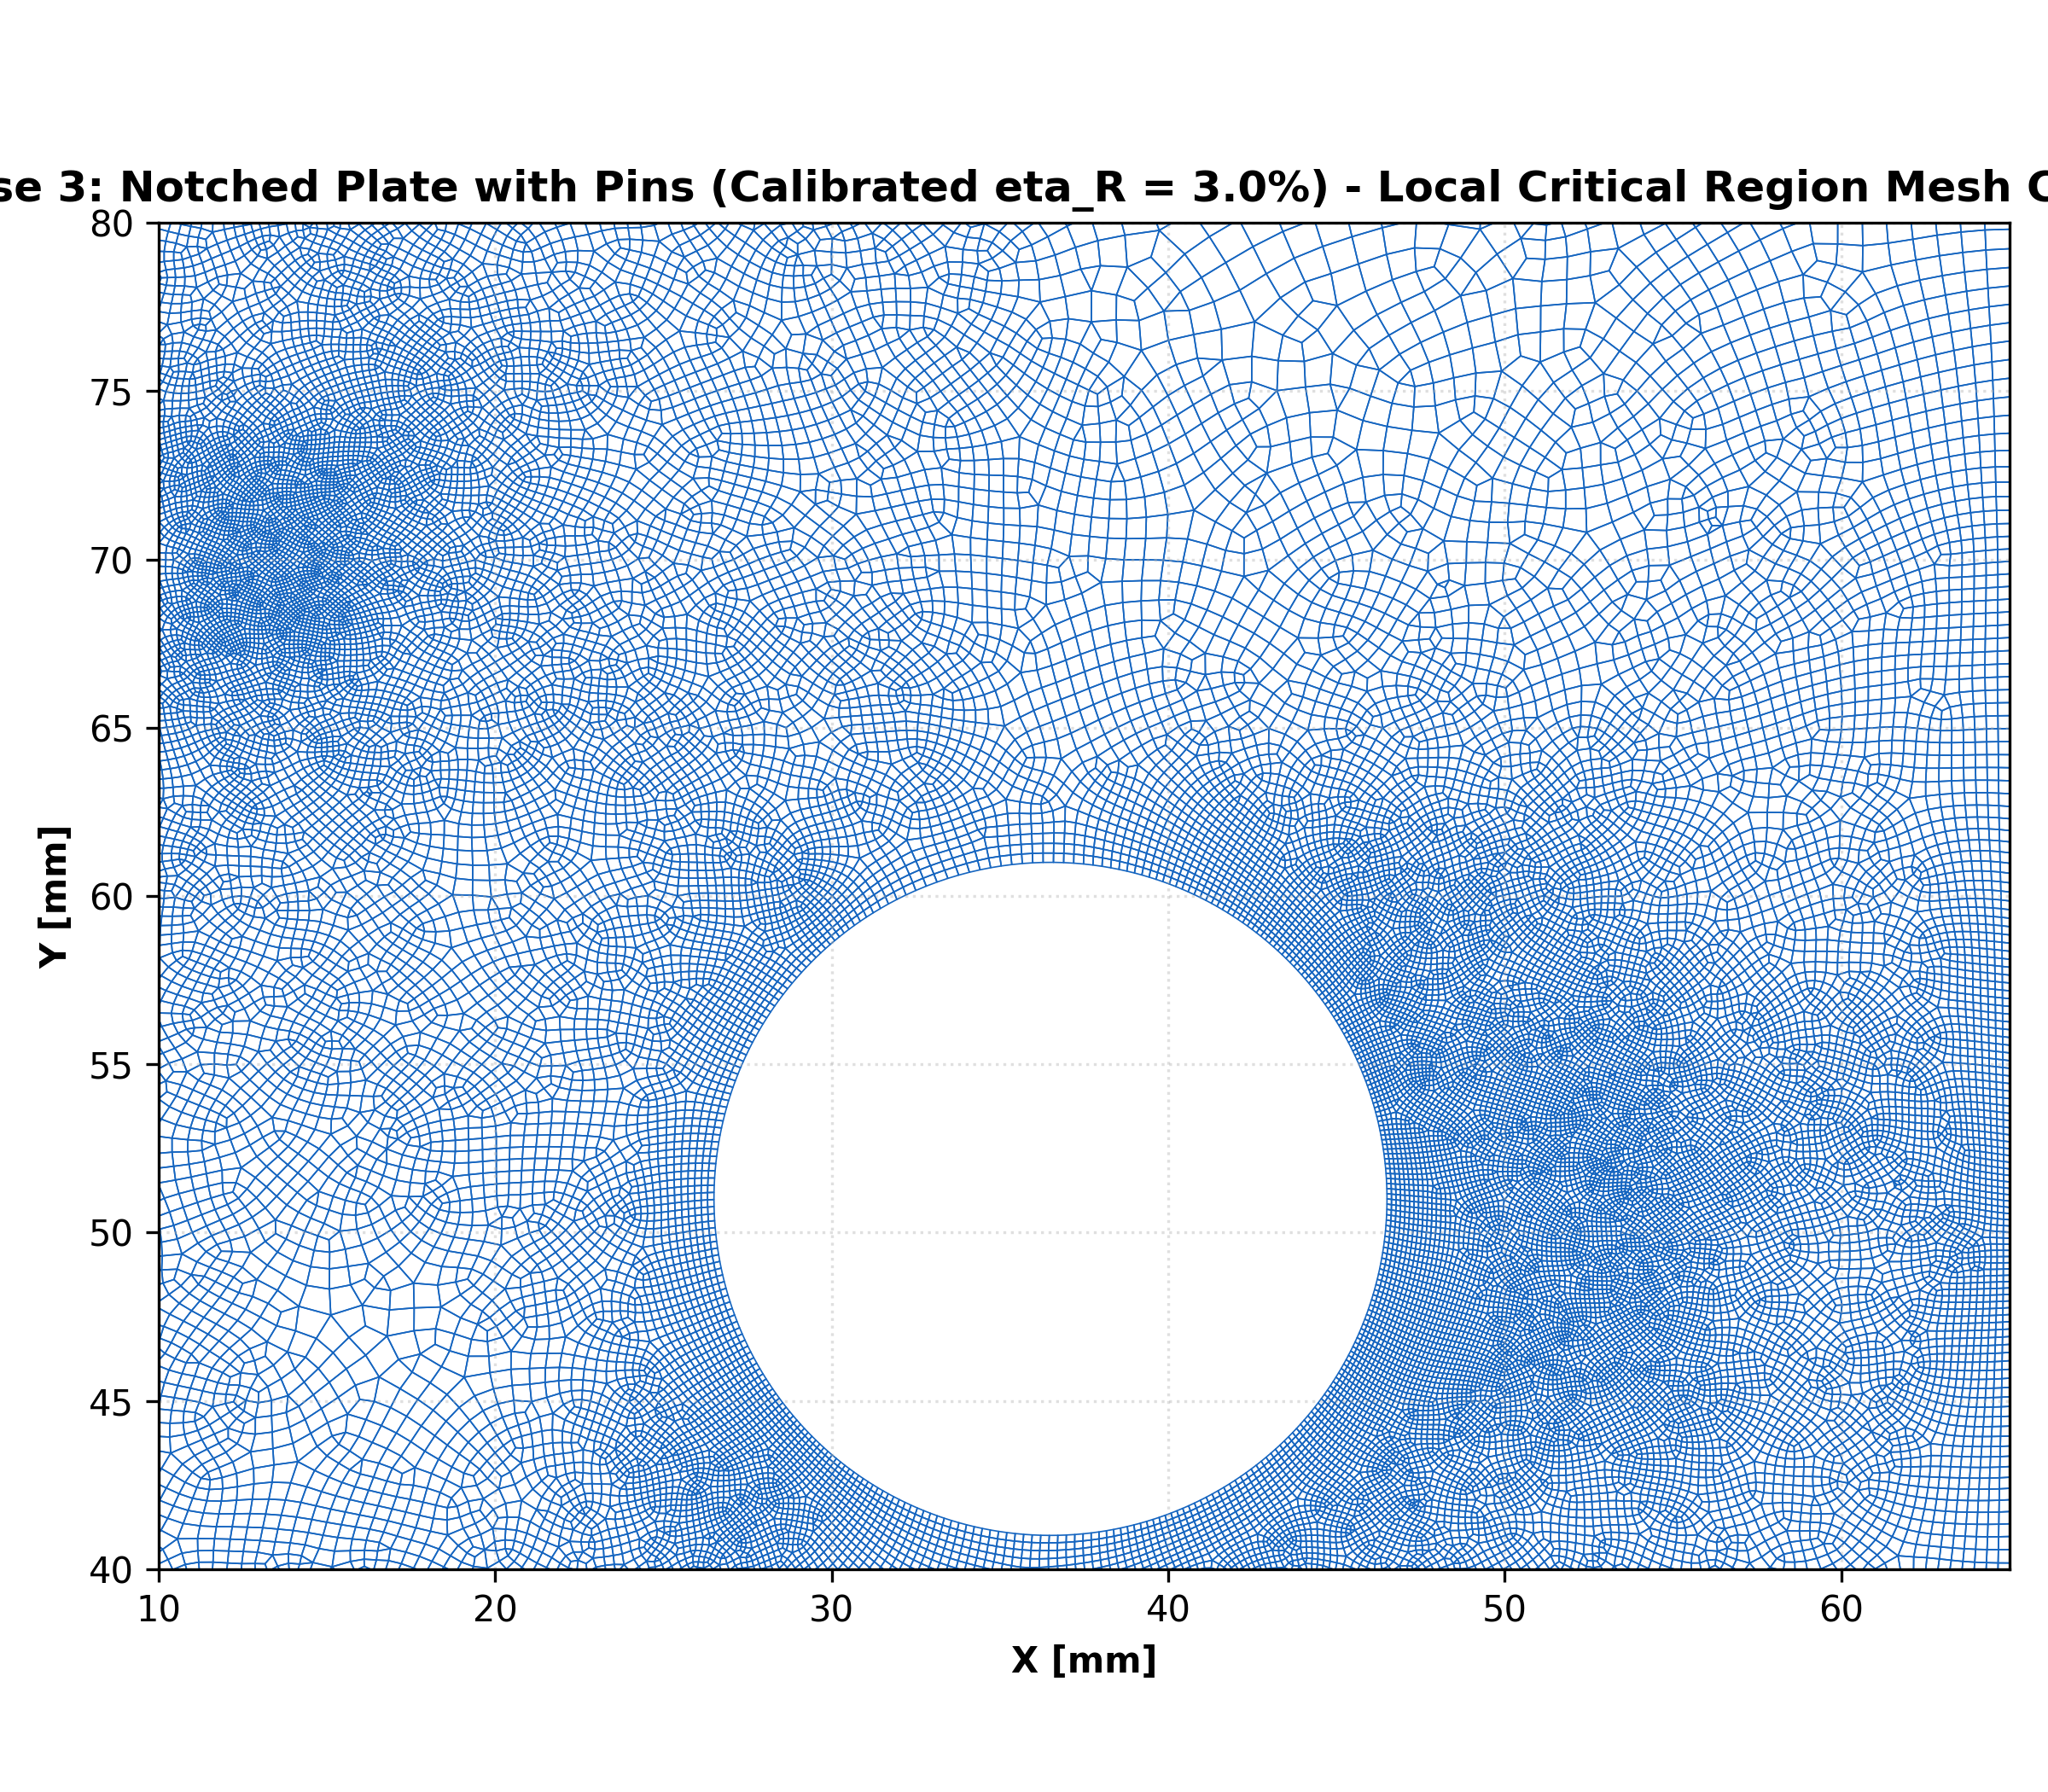 se 3: Notched Plate with Pins (Calibrated eta_R = 3.0%) - Local Critical Region Mesh C
80
75
70
65
60
55
50
45
40
Y [mm]
10 20 30 40 50 60
X [mm]